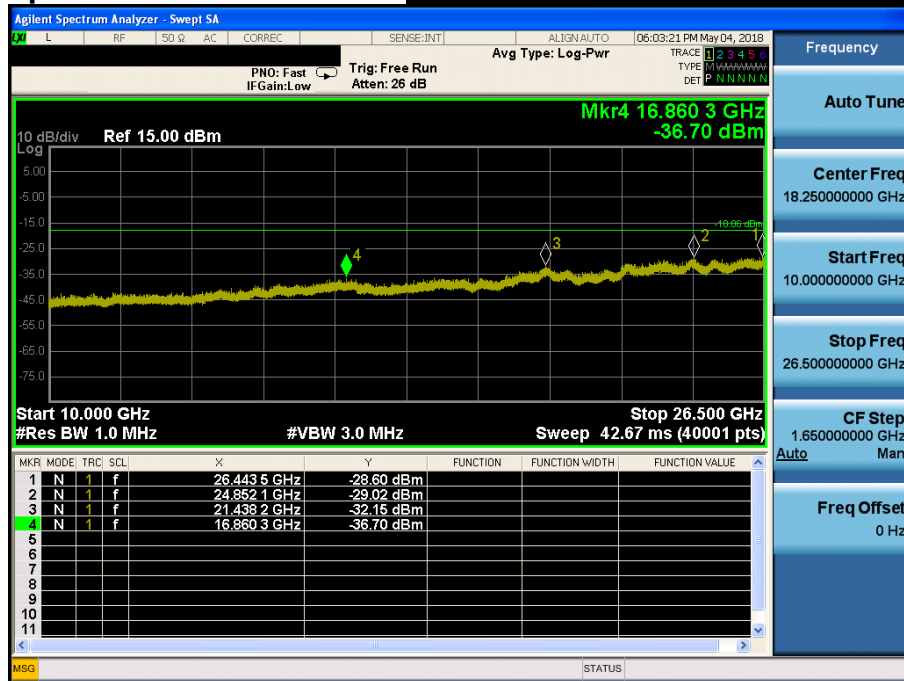 Agilent Spectrum Analyzer - Swept SA
LXI L RF 50 Ω AC CORREC SENSE:INT ALIGN AUTO 06:03:21 PM May 04, 2018
Frequency
Avg Type: Log-Pwr
TRACE 1 2 3 4 5 6
PNO: Fast Trig: Free Run TYPE M WWWWW
IFGain:Low Atten: 26 dB DET P N N N N N
Auto Tune
Mkr4 16.860 3 GHz
10 dB/div Ref 15.00 dBm -36.70 dBm
Log
5.00
Center Freq
18.250000000 GHz
-5.00
-15.0
2 1
-25.0
3
4
Start Freq
10.000000000 GHz
-35.0
-45.0
-55.0
Stop Freq
26.500000000 GHz
-65.0
-75.0
Start 10.000 GHz Stop 26.500 GHz
#Res BW 1.0 MHz #VBW 3.0 MHz Sweep 42.67 ms (40001 pts)
CF Step
1.650000000 GHz
Auto Man
MKR MODE TRC SCL X Y FUNCTION FUNCTION WIDTH FUNCTION VALUE
1 N 1 f 26.443 5 GHz -28.60 dBm
2 N 1 f 24.852 1 GHz -29.02 dBm
3 N 1 f 21.438 2 GHz -32.15 dBm
4 N 1 f 16.860 3 GHz -36.70 dBm
5
6
7
8
9
10
11
Freq Offset
0 Hz
MSG STATUS